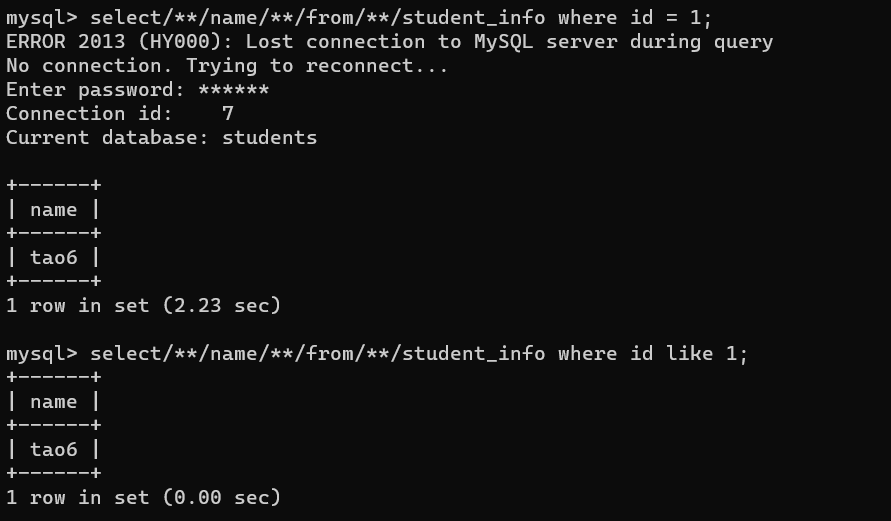 mysql> select/**/name/**/from/**/student_info where id = 1;
ERROR 2013 (HY000): Lost connection to MySQL server during query
No connection. Trying to reconnect...
Enter password: ******
Connection id:    7
Current database: students

+------+
| name |
+------+
| tao6 |
+------+
1 row in set (2.23 sec)

mysql> select/**/name/**/from/**/student_info where id like 1;
+------+
| name |
+------+
| tao6 |
+------+
1 row in set (0.00 sec)